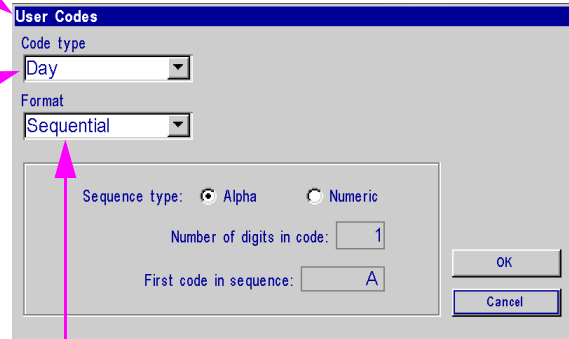 User Codes
Code type
Day
Format
Sequential
Sequence type: Alpha Numeric
Number of digits in code: 1
First code in sequence: A
OK
Cancel